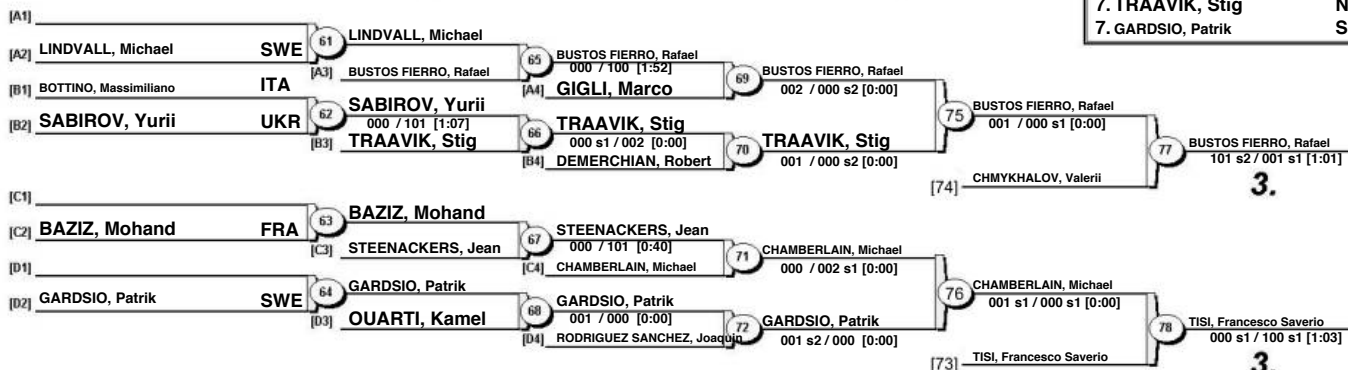 7. TRAAVIK, Stig N
7. GARDSIO, Patrik S
[A1]
[A2] LINDVALL, Michael SWE 61 LINDVALL, Michael
[A3] BUSTOS FIERRO, Rafael 65 BUSTOS FIERRO, Rafael
000 / 100 [1:52]
[A4] GIGLI, Marco 69 BUSTOS FIERRO, Rafael
002 / 000 s2 [0:00]
[B1] BOTTINO, Massimiliano ITA
[B2] SABIROV, Yurii UKR 62 SABIROV, Yurii
000 / 101 [1:07]
[B3] TRAAVIK, Stig 66 TRAAVIK, Stig
000 s1 / 002 [0:00]
[B4] DEMERCHIAN, Robert 70 TRAAVIK, Stig
001 / 000 s2 [0:00]
75 BUSTOS FIERRO, Rafael
001 / 000 s1 [0:00]
[74] CHMYKHALOV, Valerii 77 BUSTOS FIERRO, Rafael
101 s2 / 001 s1 [1:01]
3.
[C1]
[C2] BAZIZ, Mohand FRA 63 BAZIZ, Mohand
[C3] STEENACKERS, Jean 67 STEENACKERS, Jean
000 / 101 [0:40]
[C4] CHAMBERLAIN, Michael 71 CHAMBERLAIN, Michael
000 / 002 s1 [0:00]
[D1]
[D2] GARDSIO, Patrik SWE 64 GARDSIO, Patrik
[D3] OUARTI, Kamel 68 GARDSIO, Patrik
001 / 000 [0:00]
[D4] RODRIGUEZ SANCHEZ, Joaquin 72 GARDSIO, Patrik
001 s2 / 000 [0:00]
76 CHAMBERLAIN, Michael
001 s1 / 000 s1 [0:00]
[73] TISI, Francesco Saverio 78 TISI, Francesco Saverio
000 s1 / 100 s1 [1:03]
3.